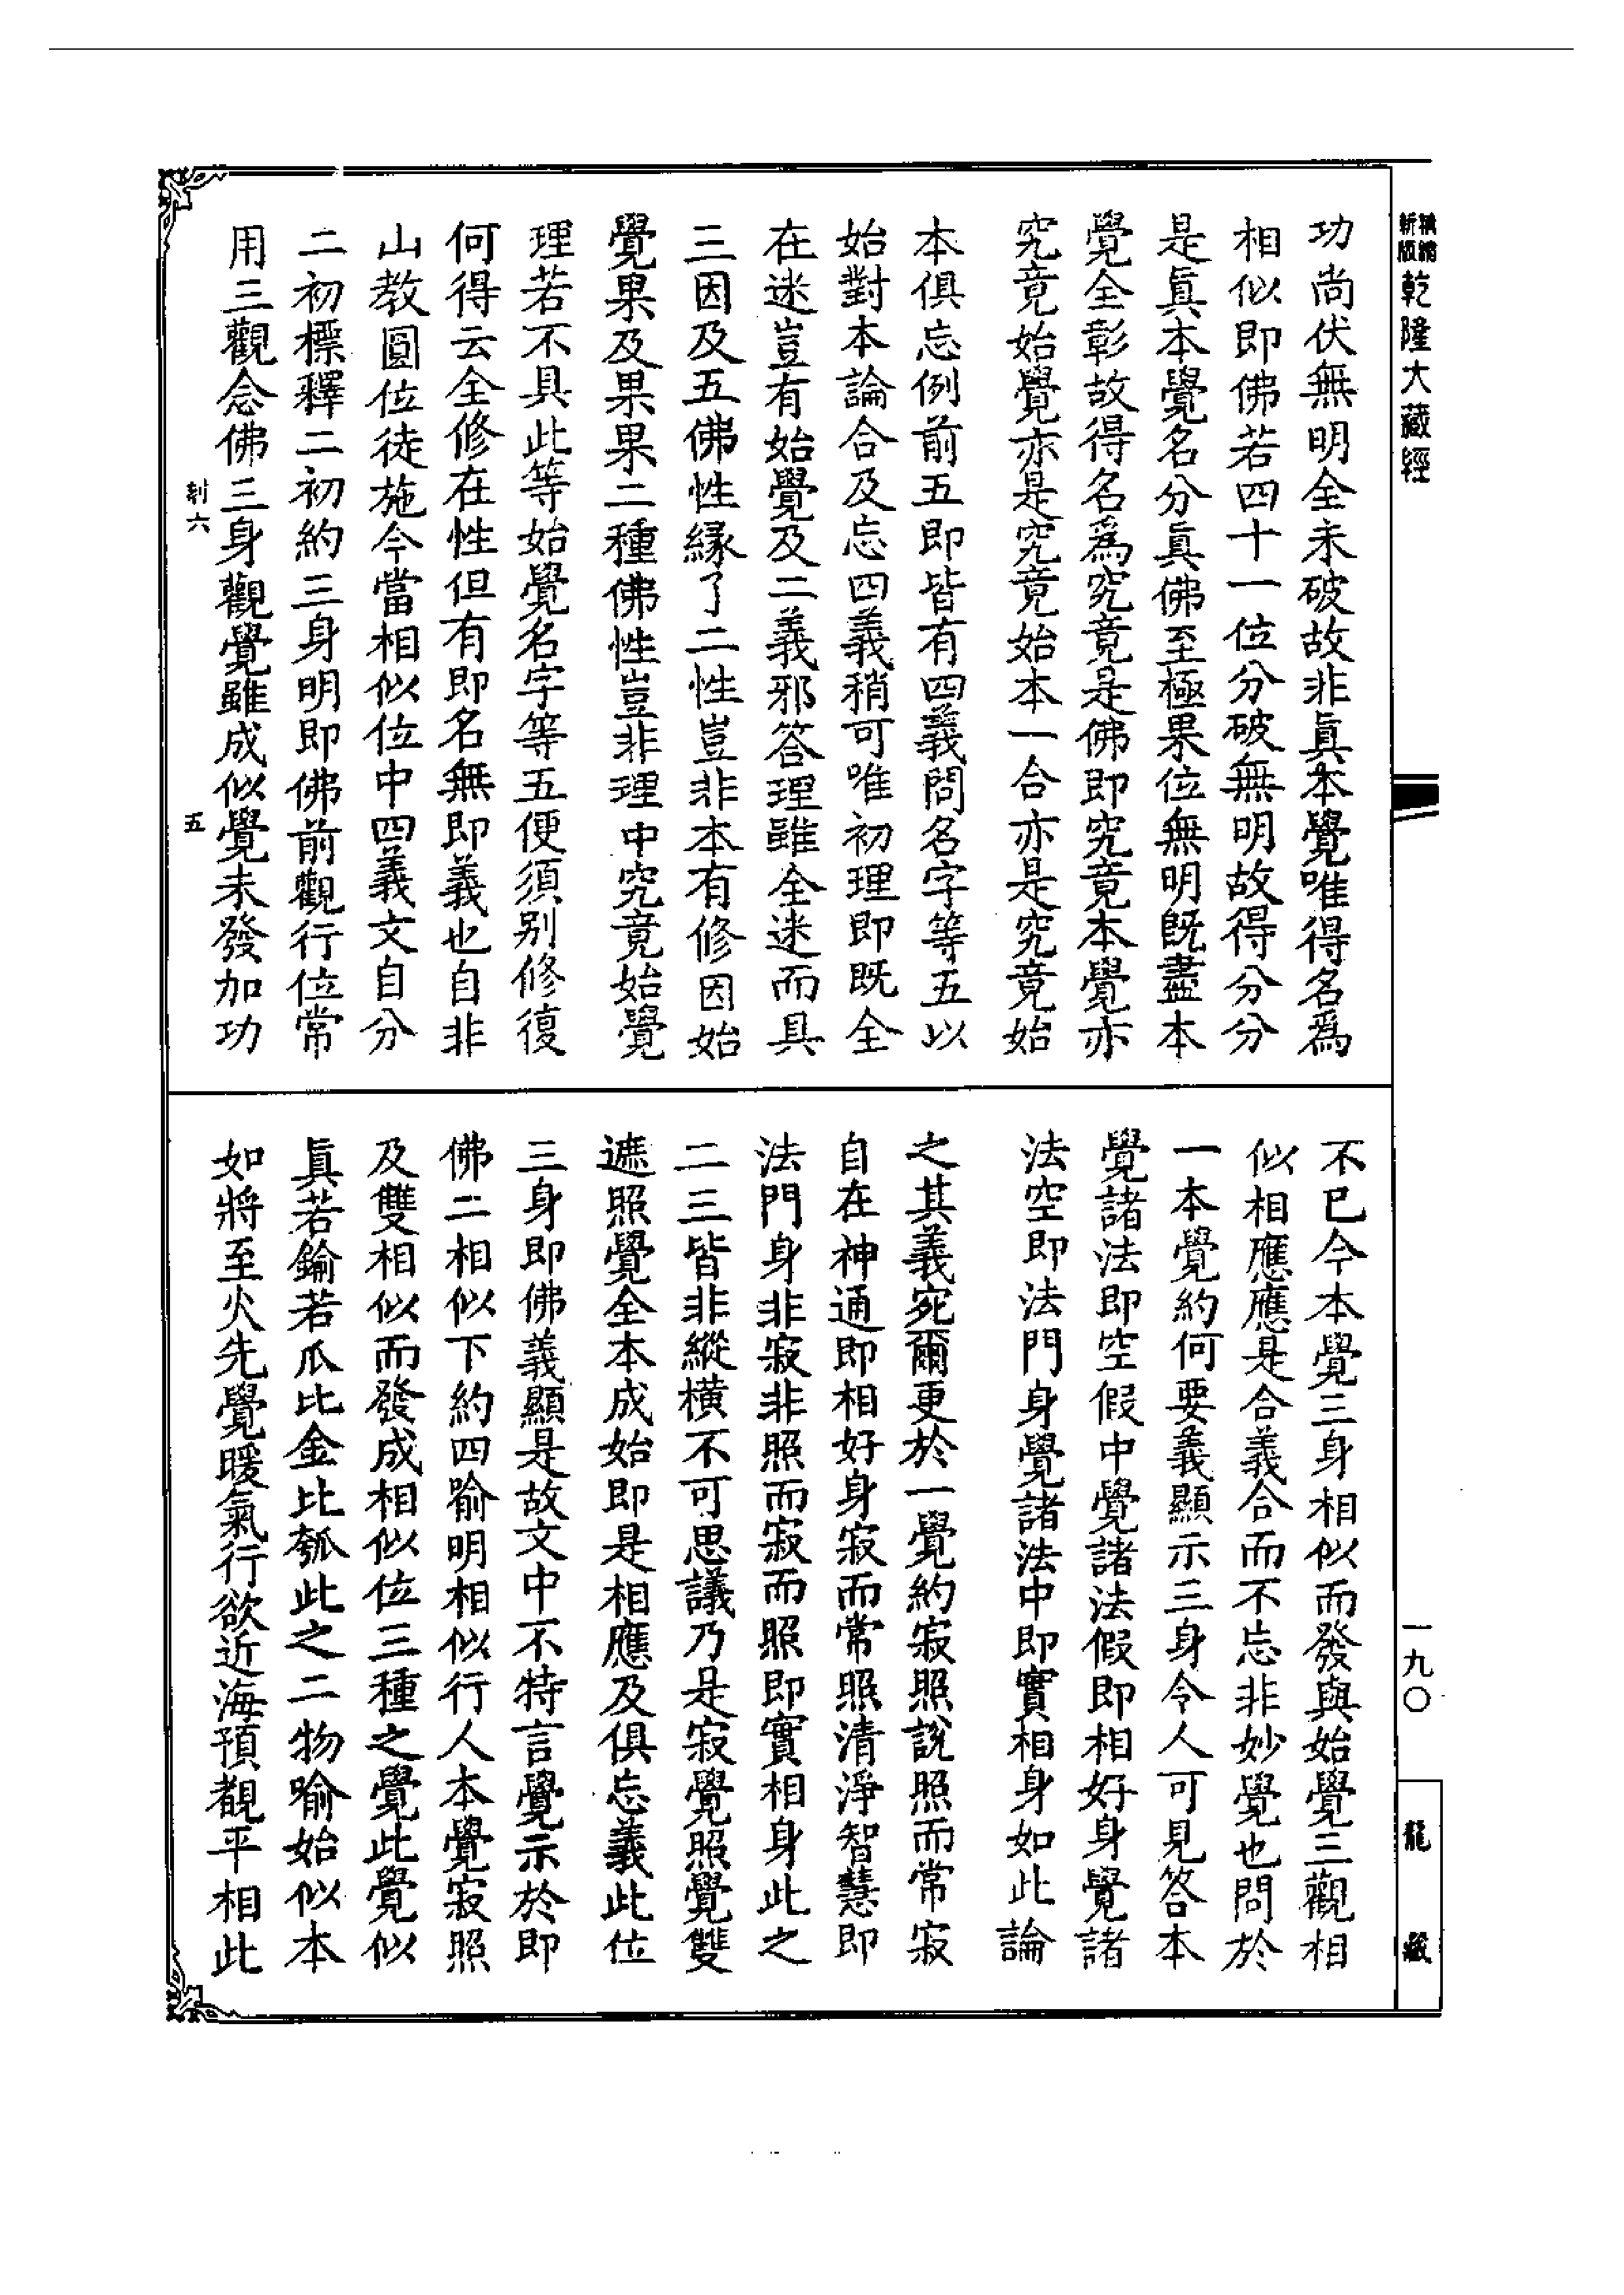 精縮新版乾隆大藏經
功尚伏無明全未破故非眞本覺唯得名爲
相似即佛若四十一位分破無明故得分分
是眞本覺名分眞佛至極果位無明既盡本
覺全彰故得名爲究竟是佛即究竟本覺亦
究竟始覺亦是究竟始本一合亦是究竟始
本俱忘例前五即皆有四義問名字等五以
始對本論合及忘四義稍可唯初理即既全
在迷豈有始覺及二義邪答理雖全迷而具
三因及五佛性緣了二性豈非本有修因始
覺果及果果二種佛性豈非理中究竟始覺
理若不具此等始覺名字等五便須别修復
何得云全修在性但有即名無即義也自非
山教圓位徒施今當相似位中四義文自分
二初標釋二初約三身明即佛前觀行位常
用三觀念佛三身觀覺雖成似覺未發加功
刲六
五
不已今本覺三身相似而發與始覺三觀相
似相應應是合義合而不忘非妙覺也問於
一本覺約何要義顯示三身令人可見答本
覺諸法即空假中覺諸法假即相好身覺諸
法空即法門身覺諸法中即實相身如此論
之其義宛爾更於一覺約寂照說照而常寂
自在神通即相好身寂而常照清淨智慧即
法門身非寂非照而寂而照即實相身此之
二三皆非縱橫不可思議乃是寂覺照覺雙
遮照覺全本成始即是相應及俱忘義此位
三身即佛義顯是故文中不特言覺示於即
佛二相似下約四喻明相似行人本覺寂照
及雙相似而發成相似位三種之覺此覺似
眞若鍮若爪比金比瓠此之二物喻始似本
如將至火先覺暖氣行欲近海預覩平相此
一九〇
龍藏